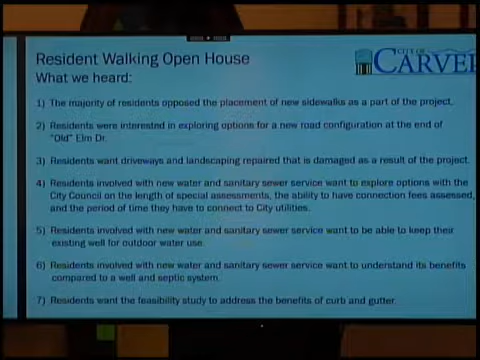 Resident Walking Open House
What we heard:
CITY OF
CARVER
1) The majority of residents opposed the placement of new sidewalks as a part of the project.
2) Residents were interested in exploring options for a new road configuration at the end of
"Old" Elm Dr.
3) Residents want driveways and landscaping repaired that is damaged as a result of the project.
4) Residents involved with new water and sanitary sewer service want to explore options with the
City Council on the length of special assessments, the ability to have connection fees assessed,
and the period of time they have to connect to City utilities.
5) Residents involved with new water and sanitary sewer service want to be able to keep their
existing well for outdoor water use.
6) Residents involved with new water and sanitary sewer service want to understand its benefits
compared to a well and septic system.
7) Residents want the feasibility study to address the benefits of curb and gutter.